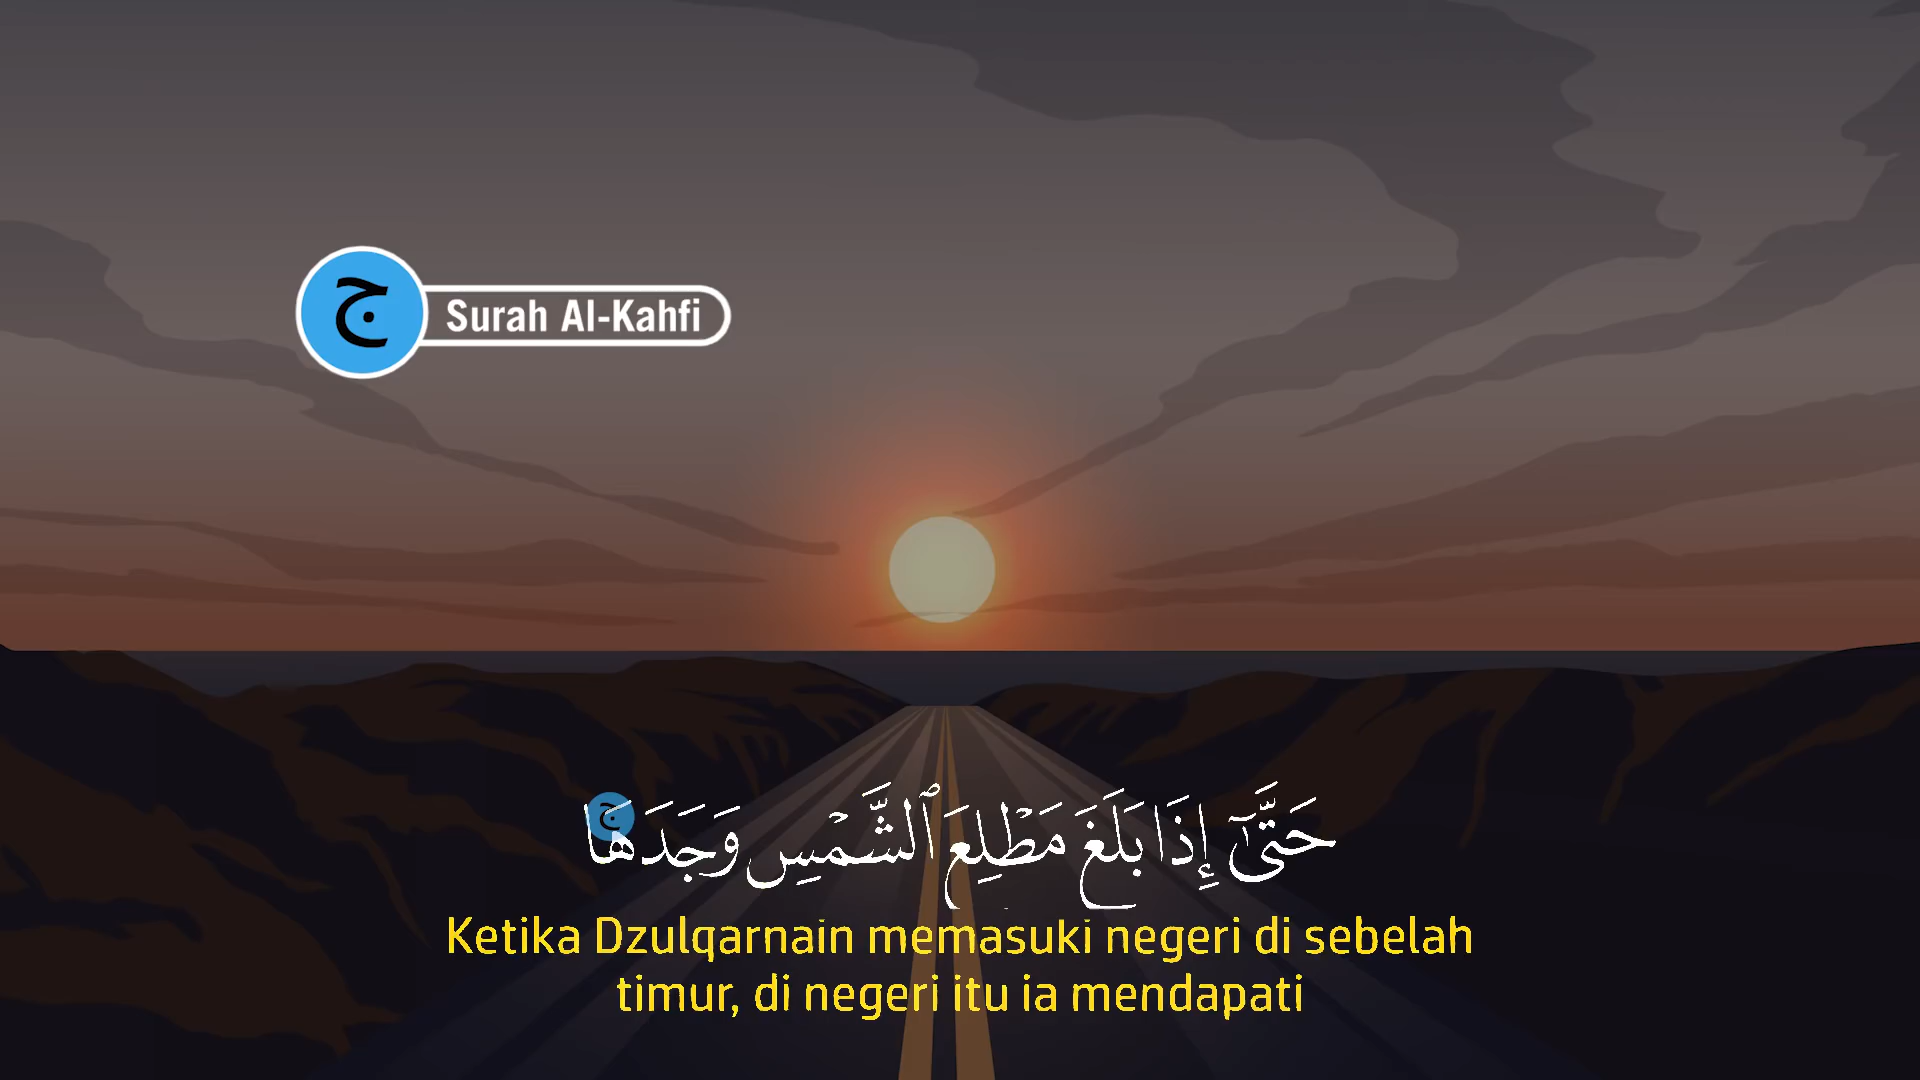 ج
Surah Al-Kahfi
حَتَّىٰٓ إِذَا بَلَغَ مَطْلِعَ ٱلشَّمْسِ وَجَدَهَا
ج
Ketika Dzulqarnain memasuki negeri di sebelah
timur, di negeri itu ia mendapati